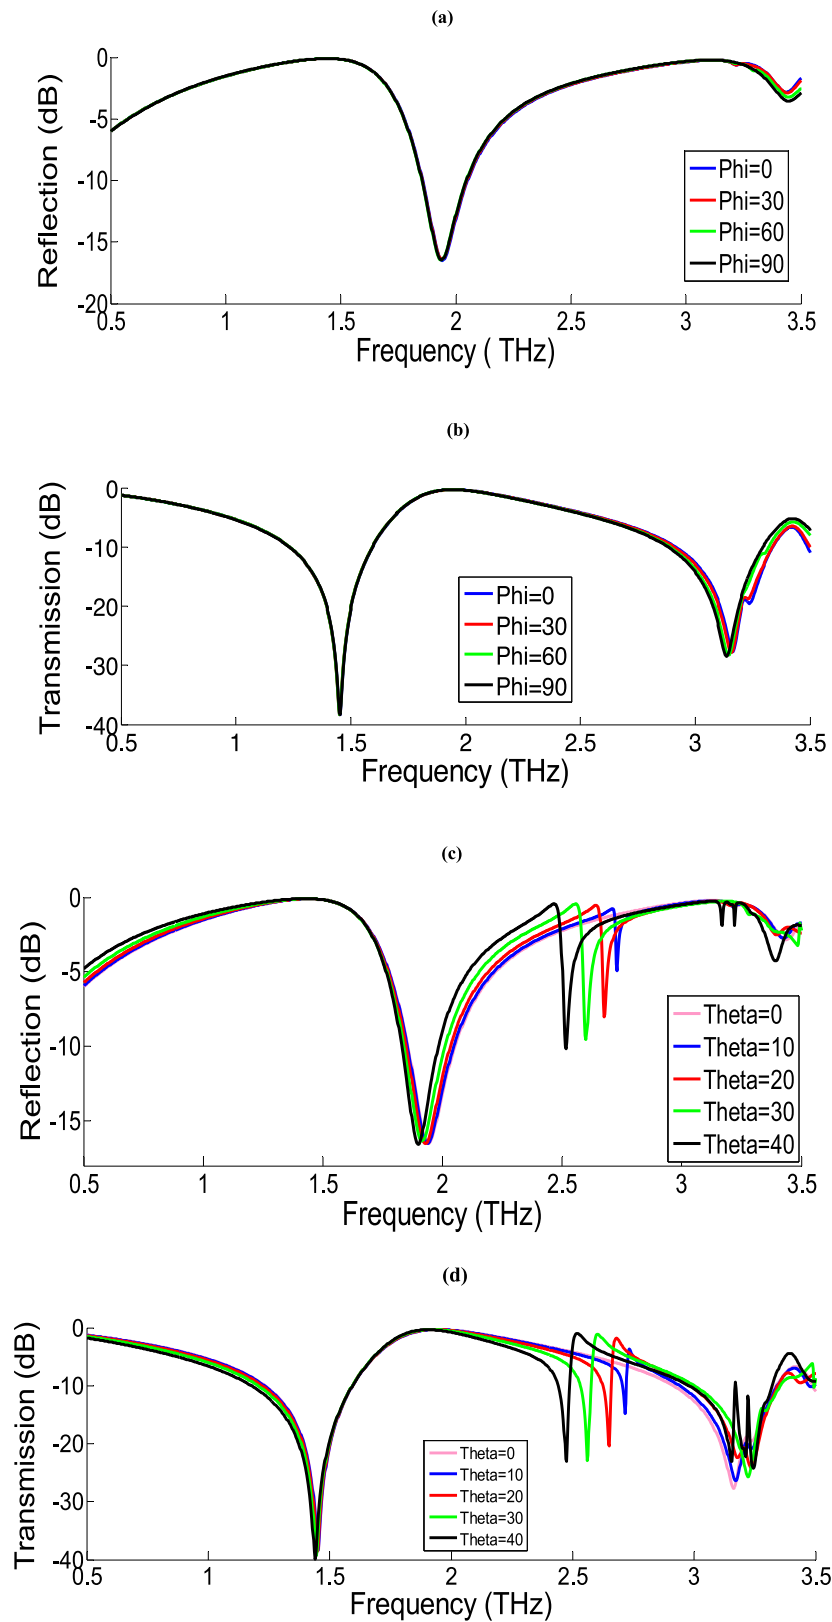 (a)
Reflection (dB)
0
-5
-10
-15
-20
Phi=0
Phi=30
Phi=60
Phi=90
0.5 1 1.5 2 2.5 3 3.5
Frequency ( THz)
(b)
Transmission (dB)
0
-10
-20
-30
-40
Phi=0
Phi=30
Phi=60
Phi=90
0.5 1 1.5 2 2.5 3 3.5
Frequency (THz)
(c)
Reflection (dB)
0
-5
-10
-15
Theta=0
Theta=10
Theta=20
Theta=30
Theta=40
0.5 1 1.5 2 2.5 3 3.5
Frequency (THz)
(d)
Transmission (dB)
0
-10
-20
-30
-40
Theta=0
Theta=10
Theta=20
Theta=30
Theta=40
0.5 1 1.5 2 2.5 3 3.5
Frequency (THz)